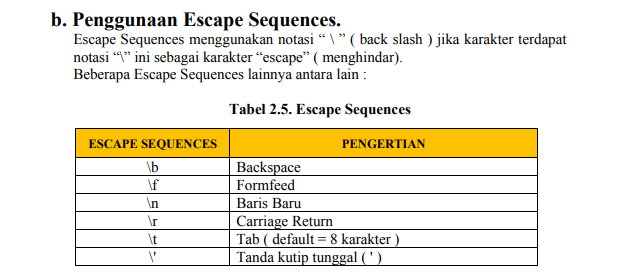 b. Penggunaan Escape Sequences.
Escape Sequences menggunakan notasi “ \ ” ( back slash ) jika karakter terdapat
notasi “\” ini sebagai karakter “escape” ( menghindar).
Beberapa Escape Sequences lainnya antara lain :
Tabel 2.5. Escape Sequences
ESCAPE SEQUENCES PENGERTIAN
\b Backspace
\f Formfeed
\n Baris Baru
\r Carriage Return
\t Tab ( default = 8 karakter )
\' Tanda kutip tunggal ( ' )